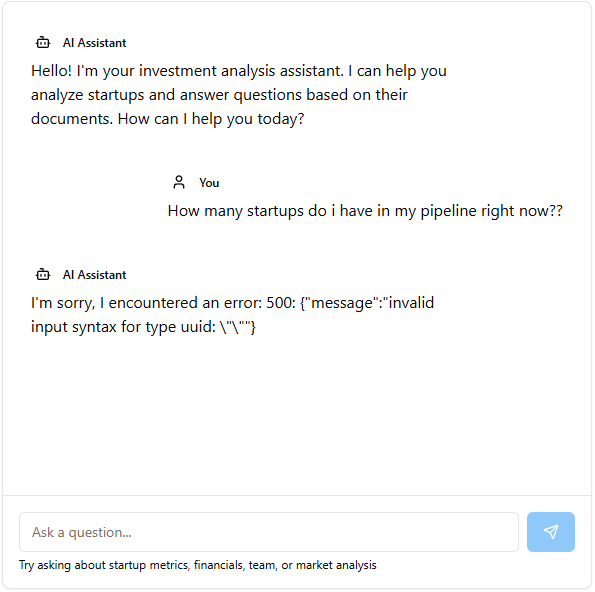 AI Assistant
Hello! I'm your investment analysis assistant. I can help you
analyze startups and answer questions based on their
documents. How can I help you today?
You
How many startups do i have in my pipeline right now??
AI Assistant
I'm sorry, I encountered an error: 500: {"message":"invalid
input syntax for type uuid: \"\""}
Ask a question...
Try asking about startup metrics, financials, team, or market analysis